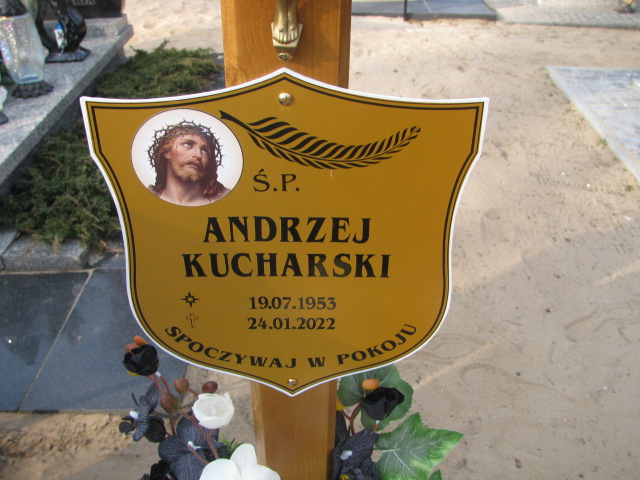 Ś.P.
ANDRZEJ
KUCHARSKI
19.07.1953
24.01.2022
SPOCZYWAJ W POKOJU